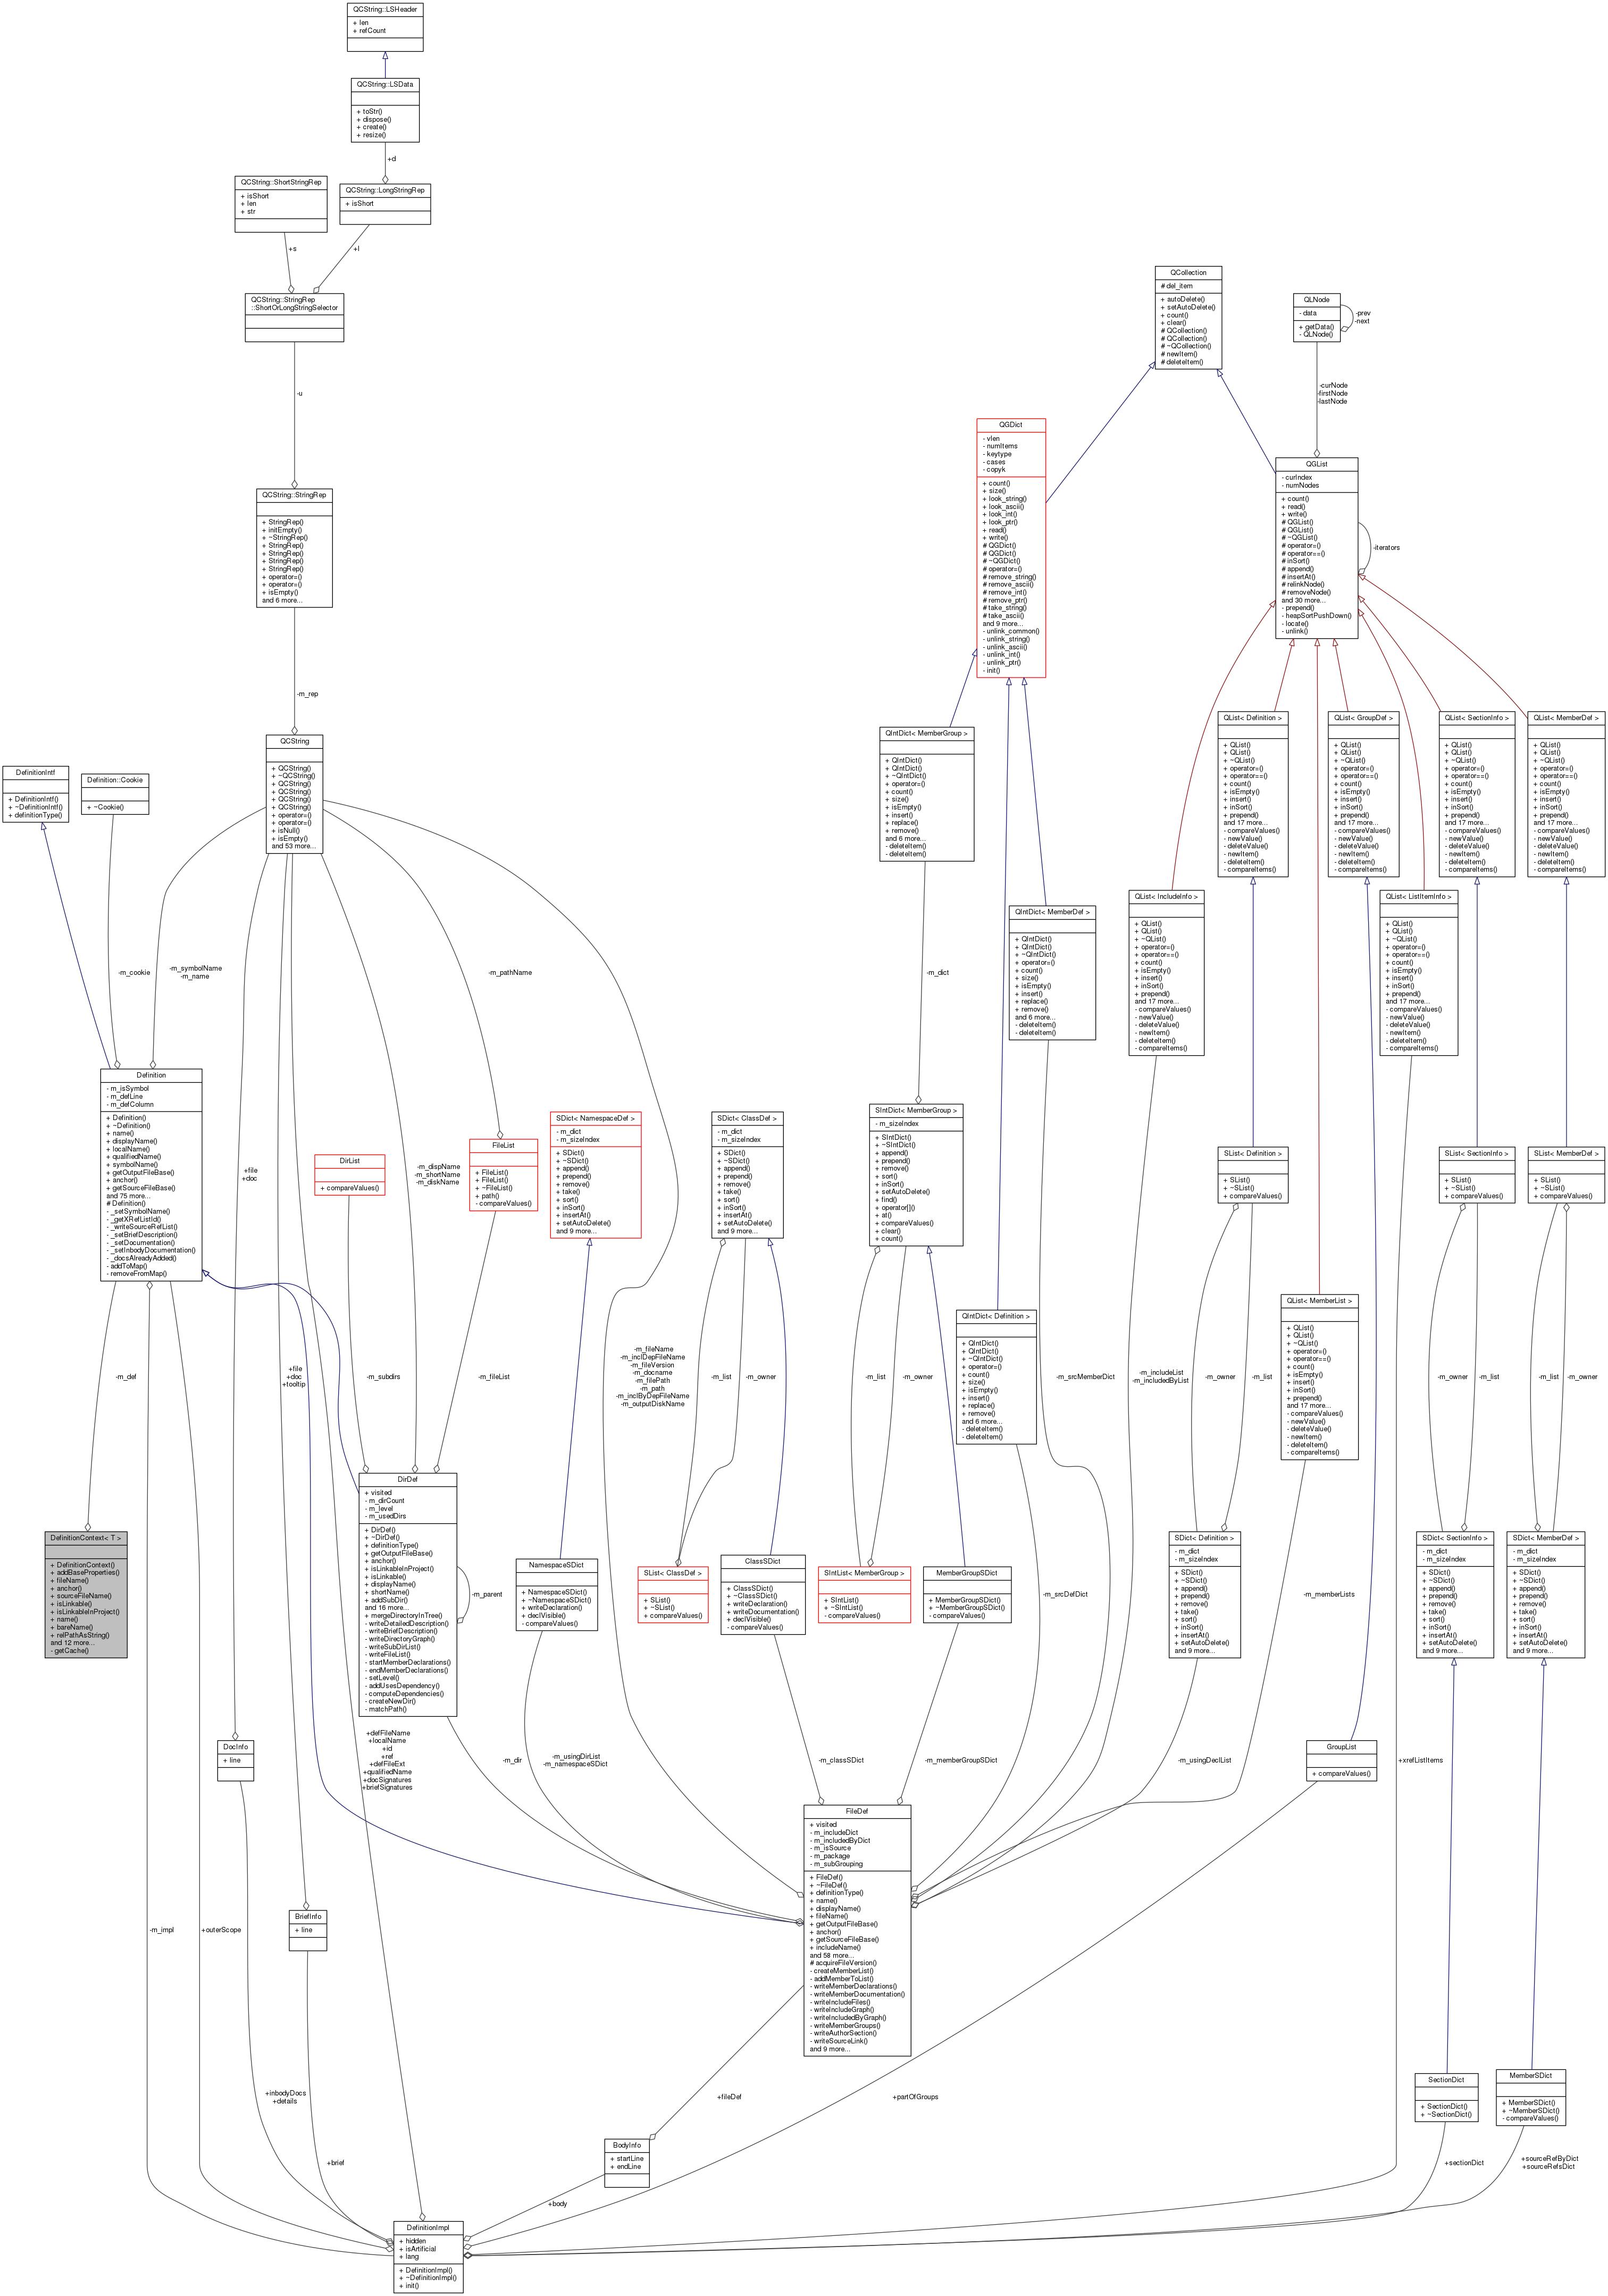 QCString::LSHeader
+ len
+ refCount
QCString::LSData
+ toStr()
+ dispose()
+ create()
+ resize()
+d
QCString::ShortStringRep
+ isShort
+ len
+ str
QCString::LongStringRep
+ isShort
+s
+l
QCString::StringRep
::ShortOrLongStringSelector
-u
QCString::StringRep
+ StringRep()
+ initEmpty()
+ ~StringRep()
+ StringRep()
+ StringRep()
+ StringRep()
+ StringRep()
+ operator=()
+ operator=()
+ isEmpty()
and 6 more...
-m_rep
QCollection
# del_item
+ autoDelete()
+ setAutoDelete()
+ count()
+ clear()
# QCollection()
# QCollection()
# ~QCollection()
# newItem()
# deleteItem()
QLNode
- data
+ getData()
- QLNode()
-prev
-next
-curNode
-firstNode
-lastNode
QGDict
- vlen
- numItems
- keytype
- cases
- copyk
+ count()
+ size()
+ look_string()
+ look_ascii()
+ look_int()
+ look_ptr()
+ read()
+ write()
# QGDict()
# QGDict()
# ~QGDict()
# operator=()
# remove_string()
# remove_ascii()
# remove_int()
# remove_ptr()
# take_string()
# take_ascii()
and 9 more...
- unlink_common()
- unlink_string()
- unlink_ascii()
- unlink_int()
- unlink_ptr()
- init()
QGList
- curIndex
- numNodes
+ count()
+ read()
+ write()
# QGList()
# QGList()
# ~QGList()
# operator=()
# operator==()
# inSort()
# append()
# insertAt()
# relinkNode()
# removeNode()
and 30 more...
- prepend()
- heapSortPushDown()
- locate()
- unlink()
-iterators
DefinitionIntf
+ DefinitionIntf()
+ ~DefinitionIntf()
+ definitionType()
Definition::Cookie
+ ~Cookie()
QCString
+ QCString()
+ ~QCString()
+ QCString()
+ QCString()
+ QCString()
+ QCString()
+ operator=()
+ operator=()
+ isNull()
+ isEmpty()
and 53 more...
QIntDict< MemberGroup >
+ QIntDict()
+ QIntDict()
+ ~QIntDict()
+ operator=()
+ count()
+ size()
+ isEmpty()
+ insert()
+ replace()
+ remove()
and 6 more...
- deleteItem()
- deleteItem()
QList< Definition >
+ QList()
+ QList()
+ ~QList()
+ operator=()
+ operator==()
+ count()
+ isEmpty()
+ insert()
+ inSort()
+ prepend()
and 17 more...
- compareValues()
- newValue()
- deleteValue()
- newItem()
- deleteItem()
- compareItems()
QList< GroupDef >
+ QList()
+ QList()
+ ~QList()
+ operator=()
+ operator==()
+ count()
+ isEmpty()
+ insert()
+ inSort()
+ prepend()
and 17 more...
- compareValues()
- newValue()
- deleteValue()
- newItem()
- deleteItem()
- compareItems()
QList< SectionInfo >
+ QList()
+ QList()
+ ~QList()
+ operator=()
+ operator==()
+ count()
+ isEmpty()
+ insert()
+ inSort()
+ prepend()
and 17 more...
- compareValues()
- newValue()
- deleteValue()
- newItem()
- deleteItem()
- compareItems()
QList< MemberDef >
+ QList()
+ QList()
+ ~QList()
+ operator=()
+ operator==()
+ count()
+ isEmpty()
+ insert()
+ inSort()
+ prepend()
and 17 more...
- compareValues()
- newValue()
- deleteValue()
- newItem()
- deleteItem()
- compareItems()
QIntDict< MemberDef >
+ QIntDict()
+ QIntDict()
+ ~QIntDict()
+ operator=()
+ count()
+ size()
+ isEmpty()
+ insert()
+ replace()
+ remove()
and 6 more...
- deleteItem()
- deleteItem()
QList< IncludeInfo >
+ QList()
+ QList()
+ ~QList()
+ operator=()
+ operator==()
+ count()
+ isEmpty()
+ insert()
+ inSort()
+ prepend()
and 17 more...
- compareValues()
- newValue()
- deleteValue()
- newItem()
- deleteItem()
- compareItems()
QList< ListItemInfo >
+ QList()
+ QList()
+ ~QList()
+ operator=()
+ operator==()
+ count()
+ isEmpty()
+ insert()
+ inSort()
+ prepend()
and 17 more...
- compareValues()
- newValue()
- deleteValue()
- newItem()
- deleteItem()
- compareItems()
-m_cookie
-m_symbolName
-m_name
-m_pathName
-m_dict
Definition
- m_isSymbol
- m_defLine
- m_defColumn
+ Definition()
+ ~Definition()
+ name()
+ displayName()
+ localName()
+ qualifiedName()
+ symbolName()
+ getOutputFileBase()
+ anchor()
+ getSourceFileBase()
and 75 more...
# Definition()
- _setSymbolName()
- _getXRefListId()
- _writeSourceRefList()
- _setBriefDescription()
- _setDocumentation()
- _setInbodyDocumentation()
- _docsAlreadyAdded()
- addToMap()
- removeFromMap()
+file
+doc
DirList
+ compareValues()
-m_dispName
-m_shortName
-m_diskName
FileList
+ FileList()
+ FileList()
+ ~FileList()
+ path()
- compareValues()
SDict< NamespaceDef >
- m_dict
- m_sizeIndex
+ SDict()
+ ~SDict()
+ append()
+ prepend()
+ remove()
+ take()
+ sort()
+ inSort()
+ insertAt()
+ setAutoDelete()
and 9 more...
SDict< ClassDef >
- m_dict
- m_sizeIndex
+ SDict()
+ ~SDict()
+ append()
+ prepend()
+ remove()
+ take()
+ sort()
+ inSort()
+ insertAt()
+ setAutoDelete()
and 9 more...
SIntDict< MemberGroup >
- m_sizeIndex
+ SIntDict()
+ ~SIntDict()
+ append()
+ prepend()
+ remove()
+ sort()
+ inSort()
+ setAutoDelete()
+ find()
+ operator[]()
+ at()
+ compareValues()
+ clear()
+ count()
SList< Definition >
+ SList()
+ ~SList()
+ compareValues()
SList< SectionInfo >
+ SList()
+ ~SList()
+ compareValues()
SList< MemberDef >
+ SList()
+ ~SList()
+ compareValues()
QIntDict< Definition >
+ QIntDict()
+ QIntDict()
+ ~QIntDict()
+ operator=()
+ count()
+ size()
+ isEmpty()
+ insert()
+ replace()
+ remove()
and 6 more...
- deleteItem()
- deleteItem()
QList< MemberList >
+ QList()
+ QList()
+ ~QList()
+ operator=()
+ operator==()
+ count()
+ isEmpty()
+ insert()
+ inSort()
+ prepend()
and 17 more...
- compareValues()
- newValue()
- deleteValue()
- newItem()
- deleteItem()
- compareItems()
-m_def
+file
+doc
+tooltip
-m_subdirs
-m_fileList
-m_fileName
-m_inclDepFileName
-m_fileVersion
-m_docname
-m_filePath
-m_path
-m_inclByDepFileName
-m_outputDiskName
-m_list
-m_owner
-m_list
-m_owner
-m_srcMemberDict
-m_includeList
-m_includedByList
-m_owner
-m_list
-m_owner
-m_list
-m_list
-m_owner
DefinitionContext< T >
+ DefinitionContext()
+ addBaseProperties()
+ fileName()
+ anchor()
+ sourceFileName()
+ isLinkable()
+ isLinkableInProject()
+ name()
+ bareName()
+ relPathAsString()
and 12 more...
- getCache()
DirDef
+ visited
- m_dirCount
- m_level
- m_usedDirs
+ DirDef()
+ ~DirDef()
+ definitionType()
+ getOutputFileBase()
+ anchor()
+ isLinkableInProject()
+ isLinkable()
+ displayName()
+ shortName()
+ addSubDir()
and 16 more...
+ mergeDirectoryInTree()
- writeDetailedDescription()
- writeBriefDescription()
- writeDirectoryGraph()
- writeSubDirList()
- writeFileList()
- startMemberDeclarations()
- endMemberDeclarations()
- setLevel()
- addUsesDependency()
- computeDependencies()
- createNewDir()
- matchPath()
-m_parent
NamespaceSDict
+ NamespaceSDict()
+ ~NamespaceSDict()
+ writeDeclaration()
+ declVisible()
- compareValues()
SList< ClassDef >
+ SList()
+ ~SList()
+ compareValues()
ClassSDict
+ ClassSDict()
+ ~ClassSDict()
+ writeDeclaration()
+ writeDocumentation()
+ declVisible()
- compareValues()
SIntList< MemberGroup >
+ SIntList()
+ ~SIntList()
- compareValues()
MemberGroupSDict
+ MemberGroupSDict()
+ ~MemberGroupSDict()
- compareValues()
-m_srcDefDict
SDict< Definition >
- m_dict
- m_sizeIndex
+ SDict()
+ ~SDict()
+ append()
+ prepend()
+ remove()
+ take()
+ sort()
+ inSort()
+ insertAt()
+ setAutoDelete()
and 9 more...
-m_memberLists
SDict< SectionInfo >
- m_dict
- m_sizeIndex
+ SDict()
+ ~SDict()
+ append()
+ prepend()
+ remove()
+ take()
+ sort()
+ inSort()
+ insertAt()
+ setAutoDelete()
and 9 more...
SDict< MemberDef >
- m_dict
- m_sizeIndex
+ SDict()
+ ~SDict()
+ append()
+ prepend()
+ remove()
+ take()
+ sort()
+ inSort()
+ insertAt()
+ setAutoDelete()
and 9 more...
DocInfo
+ line
+defFileName
+localName
+id
+ref
+defFileExt
+qualifiedName
+docSignatures
+briefSignatures
-m_dir
-m_usingDirList
-m_namespaceSDict
-m_classSDict
-m_memberGroupSDict
-m_usingDeclList
GroupList
+ compareValues()
+xrefListItems
FileDef
+ visited
- m_includeDict
- m_includedByDict
- m_isSource
- m_package
- m_subGrouping
+ FileDef()
+ ~FileDef()
+ definitionType()
+ name()
+ displayName()
+ fileName()
+ getOutputFileBase()
+ anchor()
+ getSourceFileBase()
+ includeName()
and 58 more...
# acquireFileVersion()
- createMemberList()
- addMemberToList()
- writeMemberDeclarations()
- writeMemberDocumentation()
- writeIncludeFiles()
- writeIncludeGraph()
- writeIncludedByGraph()
- writeMemberGroups()
- writeAuthorSection()
- writeSourceLink()
and 9 more...
-m_impl
+outerScope
BriefInfo
+ line
+inbodyDocs
+details
+fileDef
+partOfGroups
SectionDict
+ SectionDict()
+ ~SectionDict()
MemberSDict
+ MemberSDict()
+ ~MemberSDict()
- compareValues()
+brief
BodyInfo
+ startLine
+ endLine
+body
+sectionDict
+sourceRefByDict
+sourceRefsDict
DefinitionImpl
+ hidden
+ isArtificial
+ lang
+ DefinitionImpl()
+ ~DefinitionImpl()
+ init()